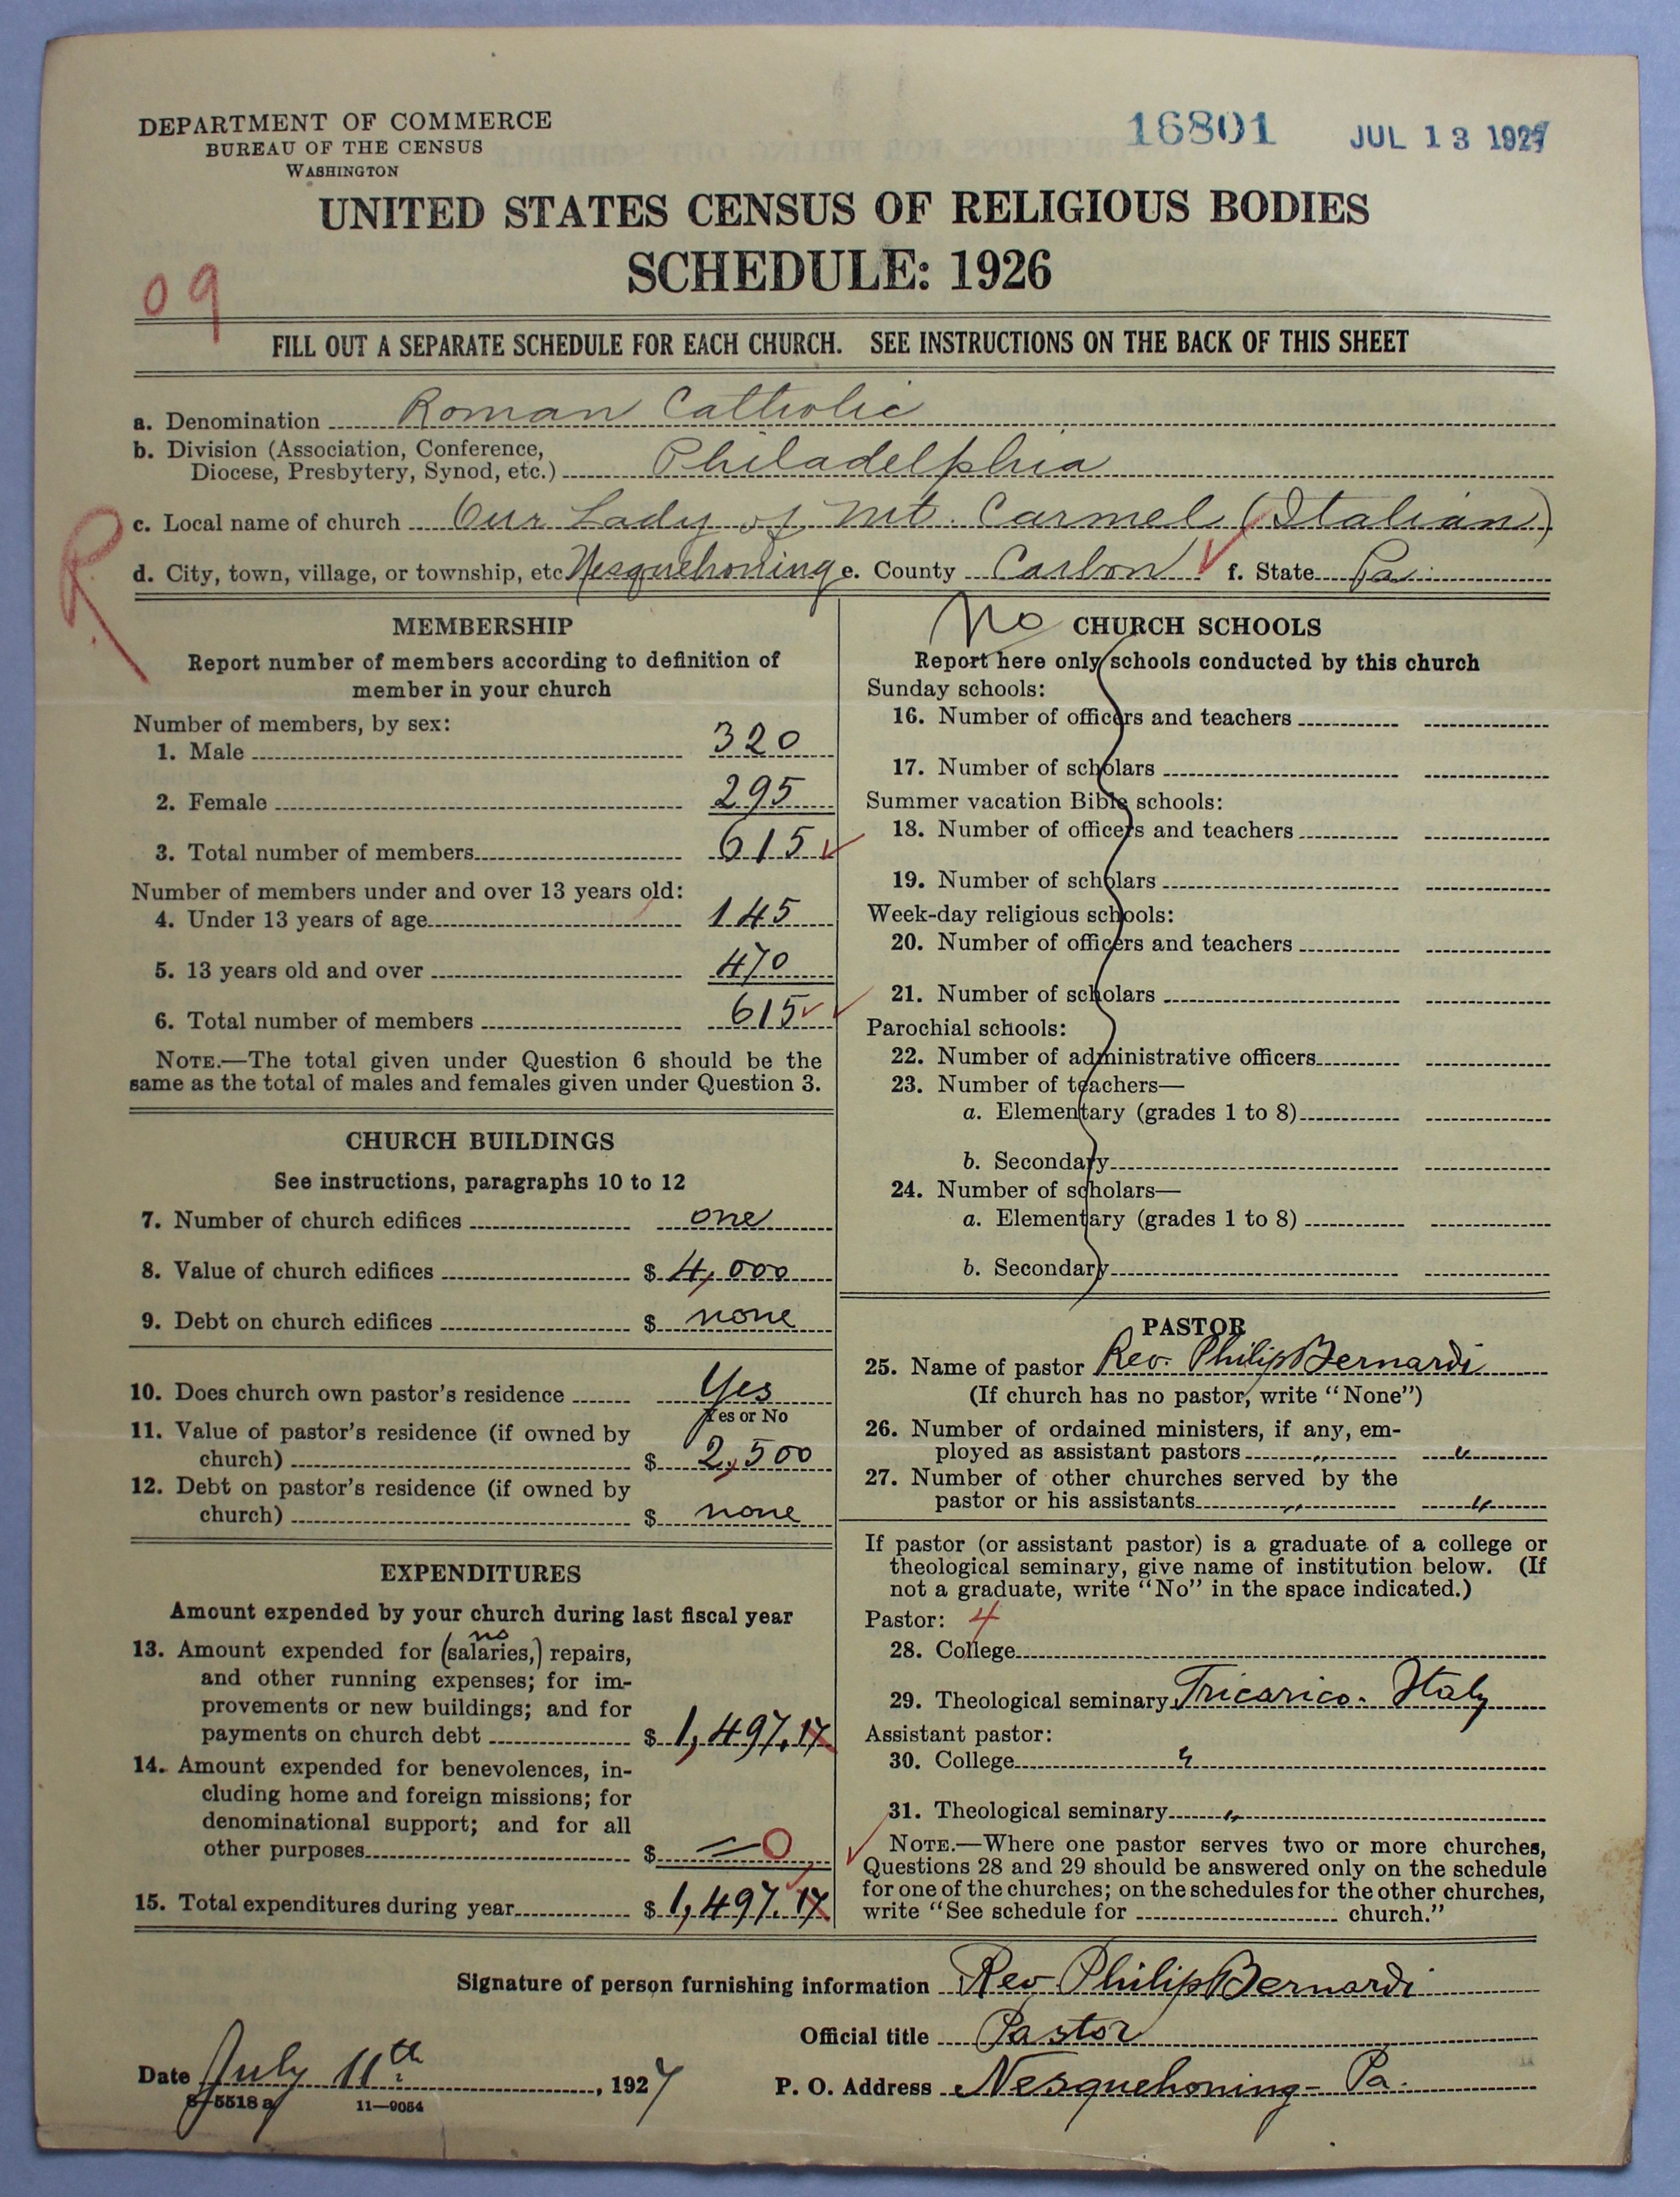 DEPARTMENT OF COMMERCE
BUREAU OF THE CENSUS
WASHINGTON
16801 JUL 13 1927
UNITED STATES CENSUS OF RELIGIOUS BODIES
SCHEDULE: 1926
09
FILL OUT A SEPARATE SCHEDULE FOR EACH CHURCH. SEE INSTRUCTIONS ON THE BACK OF THIS SHEET
a. Denomination Roman Catholic
b. Division (Association, Conference,
Diocese, Presbytery, Synod, etc.) Philadelphia
c. Local name of church Our Lady of Mt. Carmel (Italian)
R
d. City, town, village, or township, etc Nesquehoning e. County Carbon ✓ f. State Pa.
MEMBERSHIP
Report number of members according to definition of
member in your church
Number of members, by sex:
1. Male 320
2. Female 295
3. Total number of members 615 ✓
Number of members under and over 13 years old:
4. Under 13 years of age 145
5. 13 years old and over 470
6. Total number of members 615 ✓ ✓
NOTE.—The total given under Question 6 should be the
same as the total of males and females given under Question 3.
CHURCH BUILDINGS
See instructions, paragraphs 10 to 12
7. Number of church edifices one
8. Value of church edifices $ 4,000
9. Debt on church edifices $ none
10. Does church own pastor's residence Yes
Yes or No
11. Value of pastor's residence (if owned by
church) $ 2,500
12. Debt on pastor's residence (if owned by
church) $ none
EXPENDITURES
Amount expended by your church during last fiscal year
no
13. Amount expended for (salaries,) repairs,
and other running expenses; for im-
provements or new buildings; and for
payments on church debt $ 1,497.17
14. Amount expended for benevolences, in-
cluding home and foreign missions; for
denominational support; and for all
other purposes $ — 0
15. Total expenditures during year $ 1,497.17
No CHURCH SCHOOLS
Report here only schools conducted by this church
Sunday schools:
16. Number of officers and teachers
17. Number of scholars
Summer vacation Bible schools:
18. Number of officers and teachers
19. Number of scholars
Week-day religious schools:
20. Number of officers and teachers
21. Number of scholars
Parochial schools:
22. Number of administrative officers
23. Number of teachers—
a. Elementary (grades 1 to 8)
b. Secondary
24. Number of scholars—
a. Elementary (grades 1 to 8)
b. Secondary
PASTOR
25. Name of pastor Rev. Philip Bernardi
(If church has no pastor, write "None")
26. Number of ordained ministers, if any, em-
ployed as assistant pastors " "
27. Number of other churches served by the
pastor or his assistants " "
If pastor (or assistant pastor) is a graduate of a college or
theological seminary, give name of institution below. (If
not a graduate, write "No" in the space indicated.)
Pastor: 4
28. College
29. Theological seminary Tricarico. Italy
Assistant pastor:
30. College "
31. Theological seminary "
✓ NOTE.—Where one pastor serves two or more churches,
Questions 28 and 29 should be answered only on the schedule
for one of the churches; on the schedules for the other churches,
write "See schedule for church."
Signature of person furnishing information Rev. Philip Bernardi
Official title Pastor
Date July 11th, 1927 P. O. Address Nesquehoning - Pa.
8-5518 a 11—9054